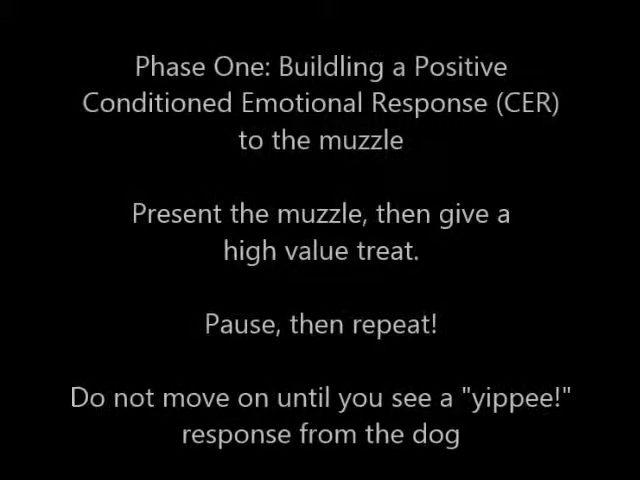 Phase One: Buildling a Positive
Conditioned Emotional Response (CER)
to the muzzle
Present the muzzle, then give a
high value treat.
Pause, then repeat!
Do not move on until you see a "yippee!"
response from the dog